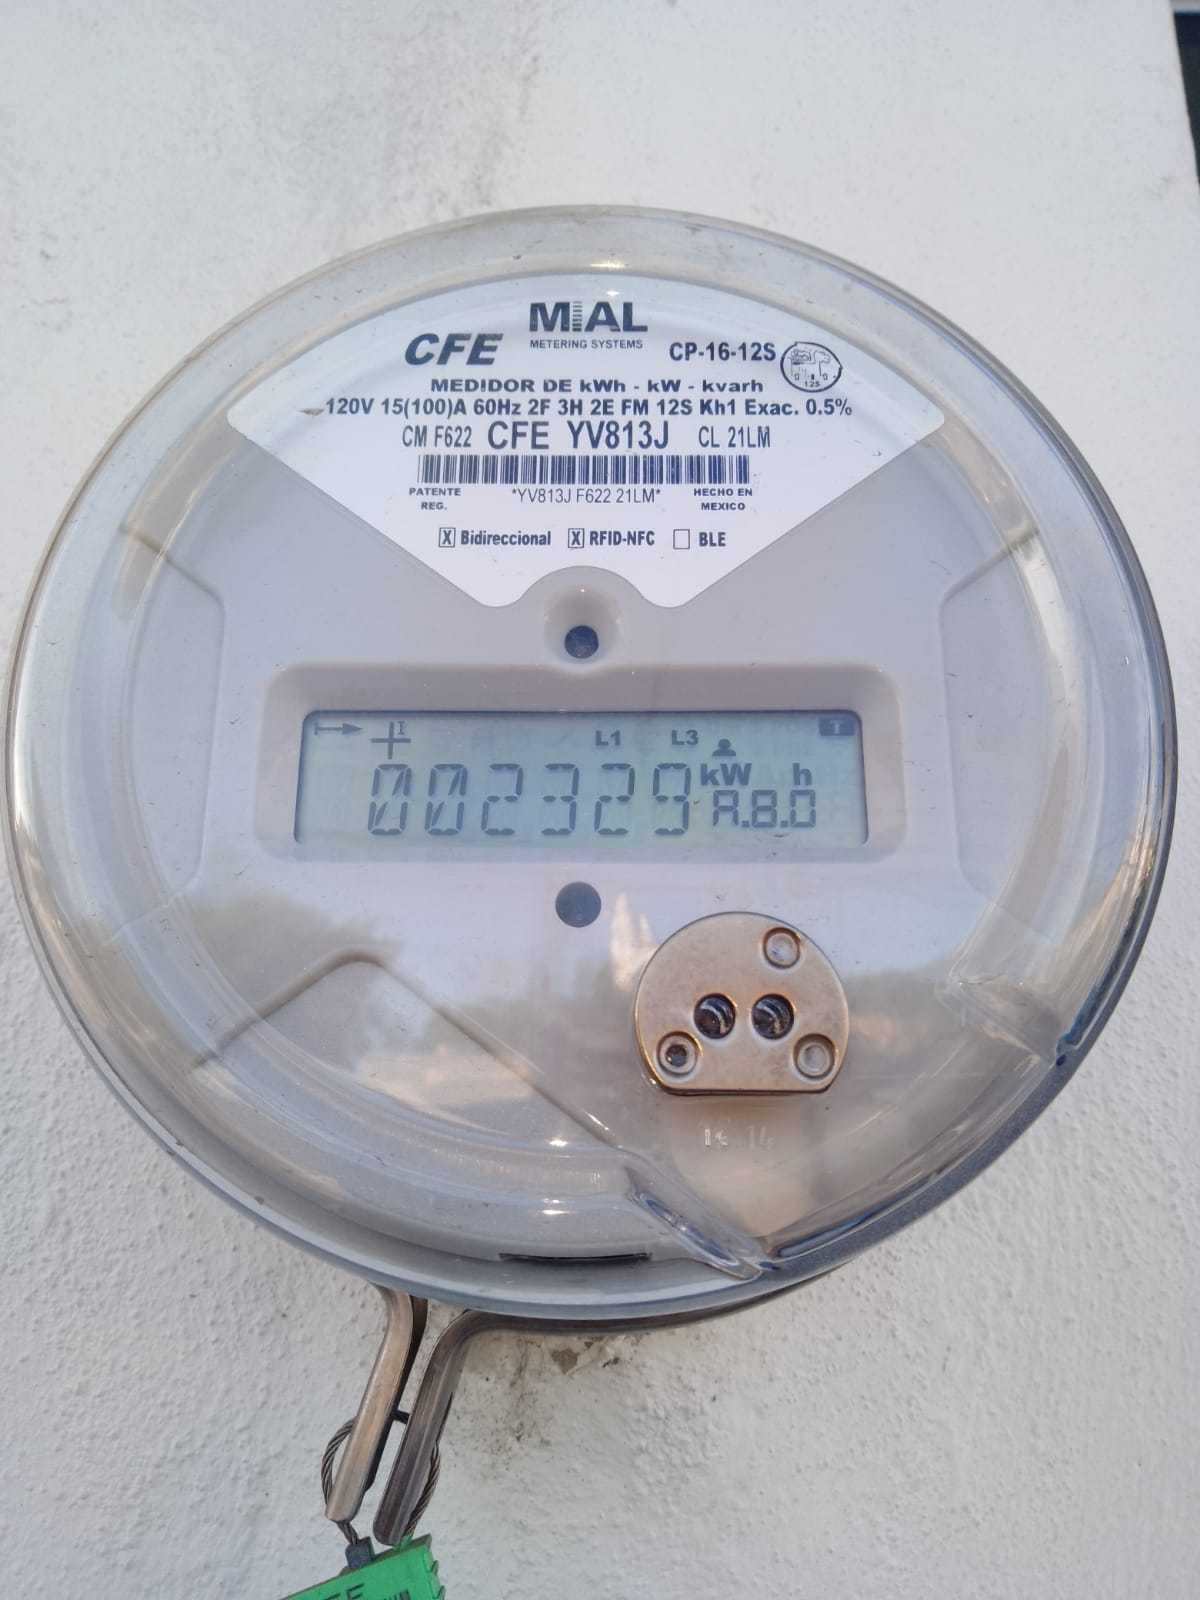 MIAL
METERING SYSTEMS
CFE
CP-16-12S
12S
MEDIDOR DE kWh - kW - kvarh
120V 15(100)A 60Hz 2F 3H 2E FM 12S Kh1 Exac. 0.5%
CM F622 CFE YV813J CL 21LM
PATENTE REG.
*YV813J F622 21LM*
HECHO EN MEXICO
X Bidireccional X RFID-NFC BLE
L1 L3
T
002329 kW h
A.8.0
14